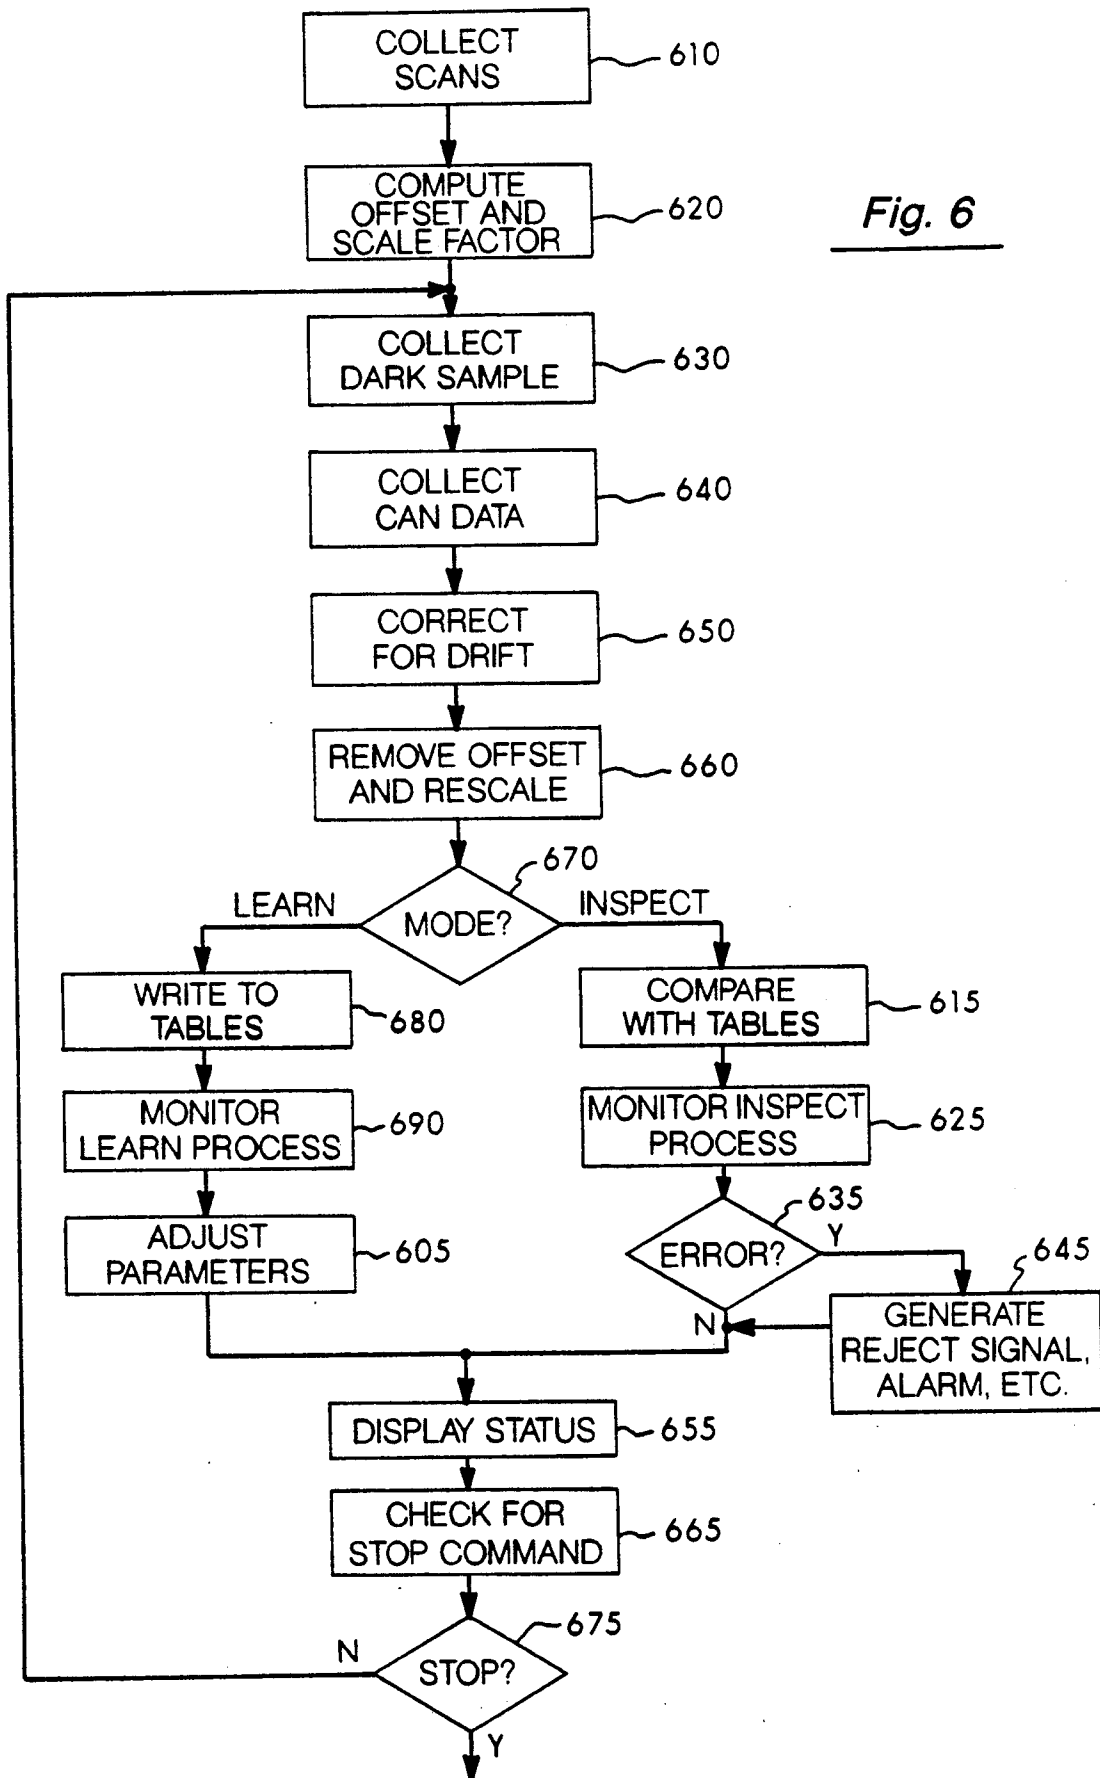 COLLECT
SCANS
610
COMPUTE
OFFSET AND
SCALE FACTOR
620
Fig. 6
COLLECT
DARK SAMPLE
630
COLLECT
CAN DATA
640
CORRECT
FOR DRIFT
650
REMOVE OFFSET
AND RESCALE
660
670
LEARN
MODE?
INSPECT
WRITE TO
TABLES
680
COMPARE
WITH TABLES
615
MONITOR
LEARN PROCESS
690
MONITOR INSPECT
PROCESS
625
ADJUST
PARAMETERS
605
635
ERROR?
Y
N
645
GENERATE
REJECT SIGNAL,
ALARM, ETC.
DISPLAY STATUS
655
CHECK FOR
STOP COMMAND
665
675
N
STOP?
Y